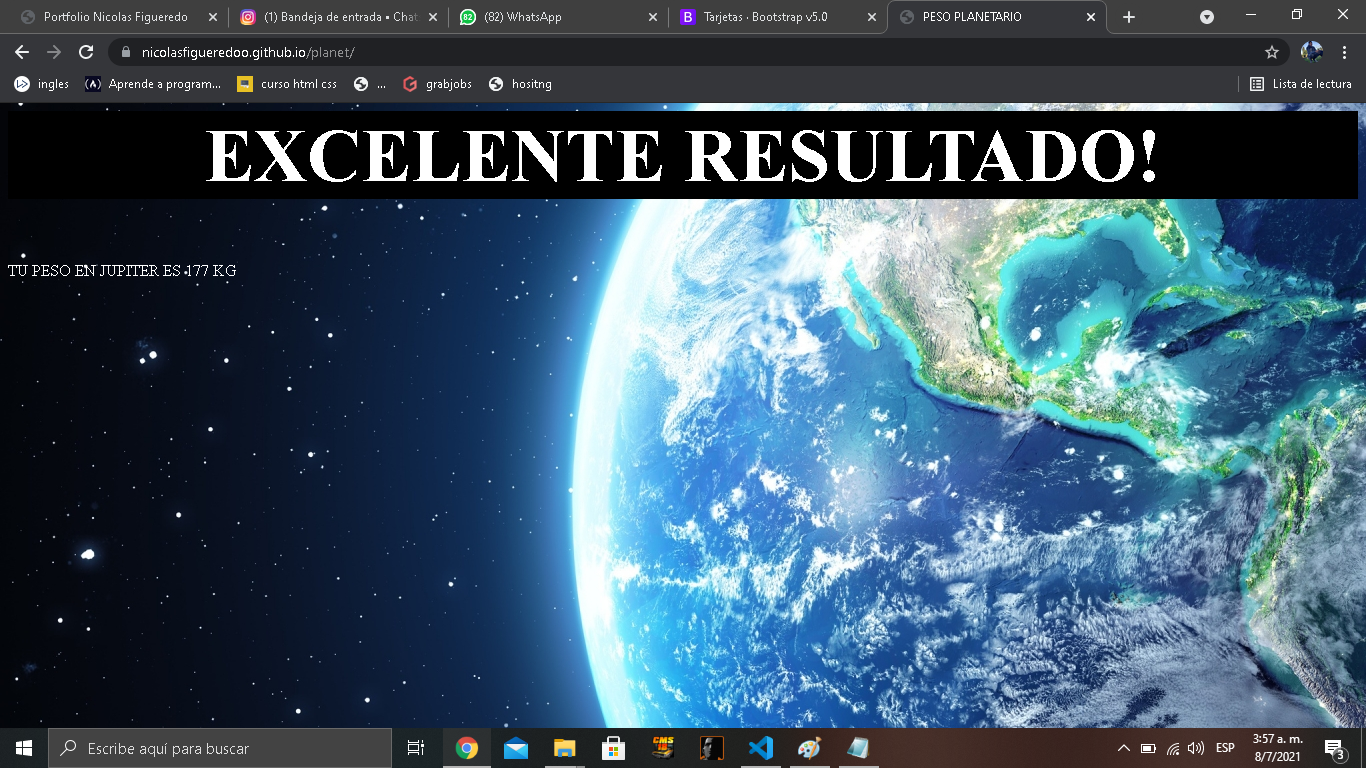 Portfolio Nicolas Figueredo
(1) Bandeja de entrada • Chat
82
(82) WhatsApp
B
Tarjetas · Bootstrap v5.0
PESO PLANETARIO
nicolasfigueredoo.github.io/planet/
ingles
Aprende a program...
curso html css
...
grabjobs
hositng
Lista de lectura
EXCELENTE RESULTADO!
TU PESO EN JUPITER ES 177 KG
Escribe aquí para buscar
ESP
3:57 a. m.
8/7/2021
3